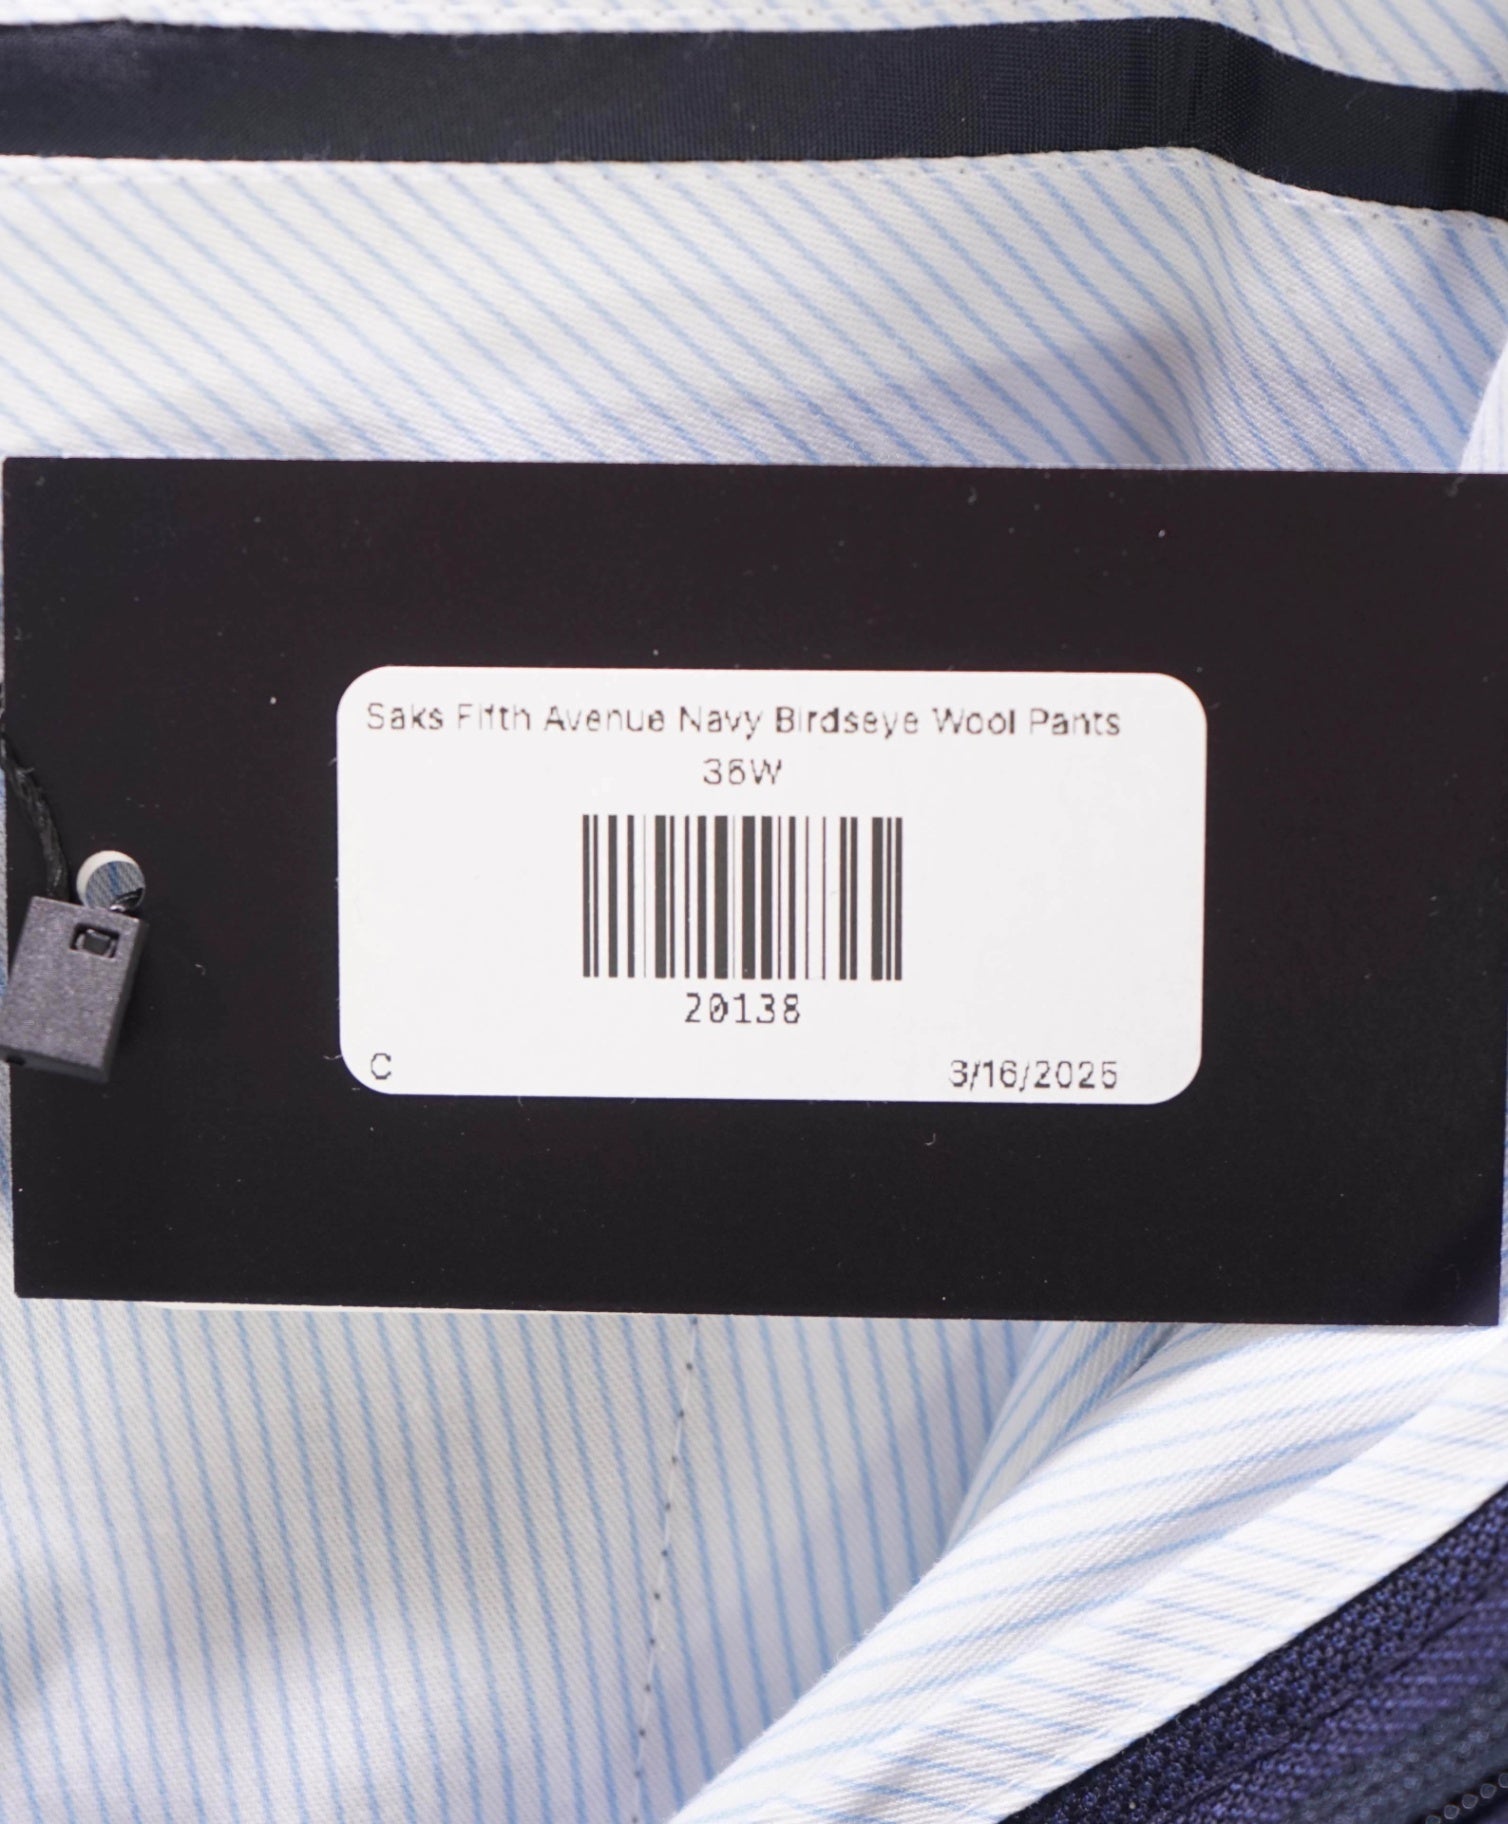 Saks Fifth Avenue Navy Birdseye Wool Pants
36W
20138
C
3/16/2025